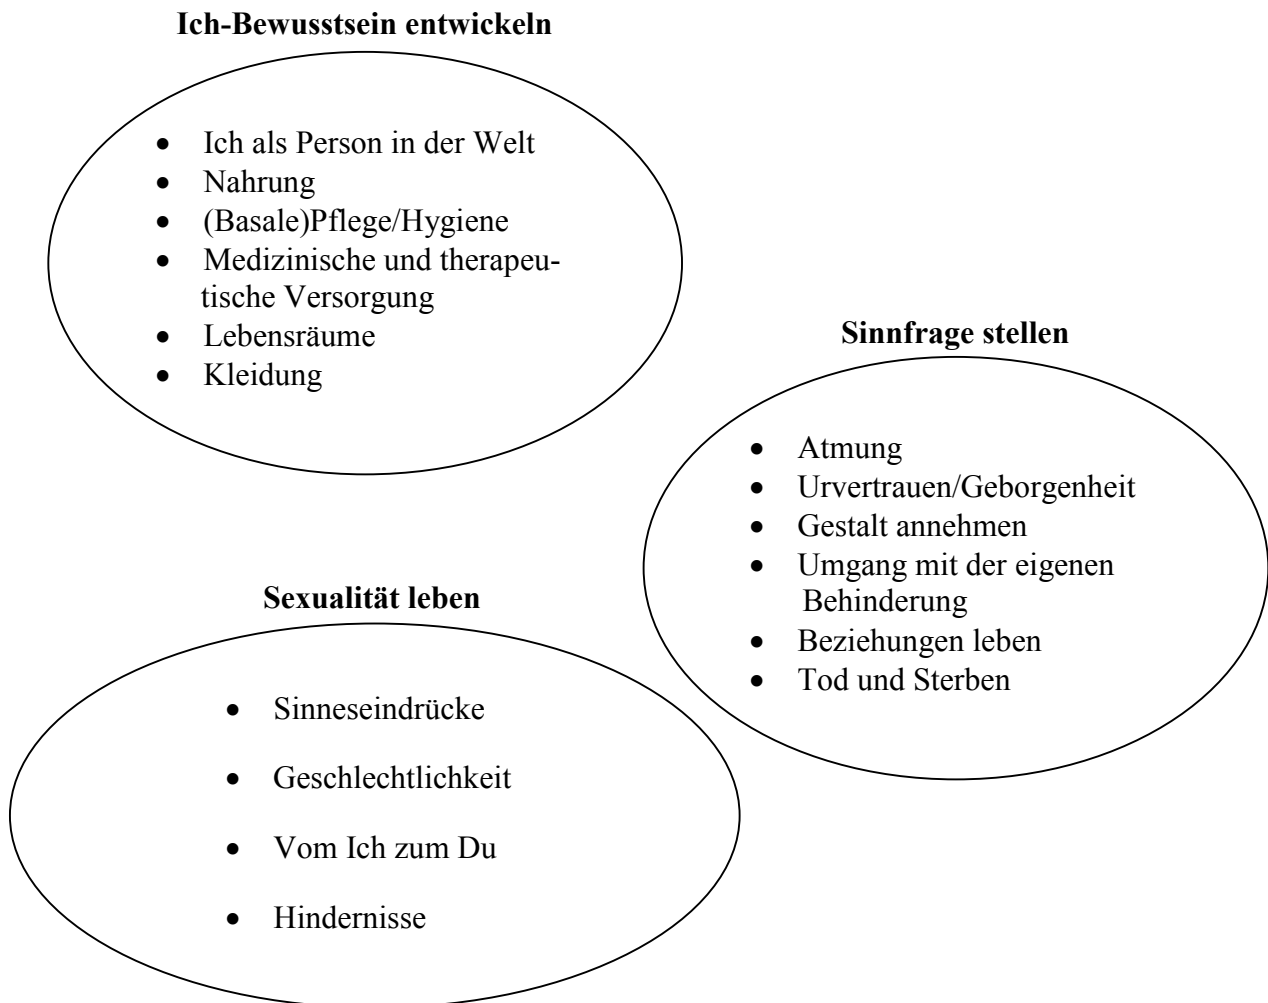 Ich-Bewusstsein entwickeln
• Ich als Person in der Welt
• Nahrung
• (Basale)Pflege/Hygiene
• Medizinische und therapeu-
tische Versorgung
• Lebensräume
• Kleidung
Sinnfrage stellen
• Atmung
• Urvertrauen/Geborgenheit
• Gestalt annehmen
• Umgang mit der eigenen
Behinderung
• Beziehungen leben
• Tod und Sterben
Sexualität leben
• Sinneseindrücke
• Geschlechtlichkeit
• Vom Ich zum Du
• Hindernisse